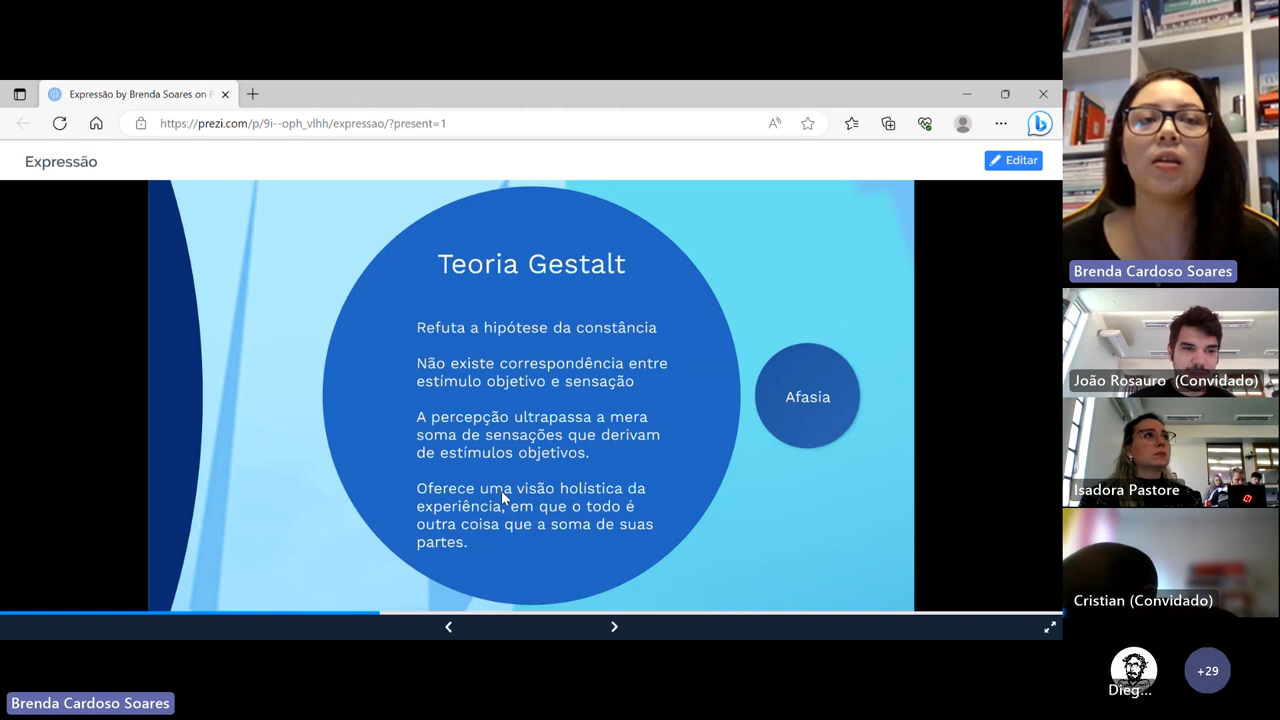 Expressão by Brenda Soares on P
https://prezi.com/p/9i--oph_vlhh/expressao/?present=1
Expressão
Editar
Teoria Gestalt
Refuta a hipótese da constância
Não existe correspondência entre
estímulo objetivo e sensação
A percepção ultrapassa a mera
soma de sensações que derivam
de estímulos objetivos.
Oferece uma visão holística da
experiência, em que o todo é
outra coisa que a soma de suas
partes.
Afasia
Brenda Cardoso Soares
João Rosauro (Convidado)
Isadora Pastore
Cristian (Convidado)
Dieg...
+29
Brenda Cardoso Soares